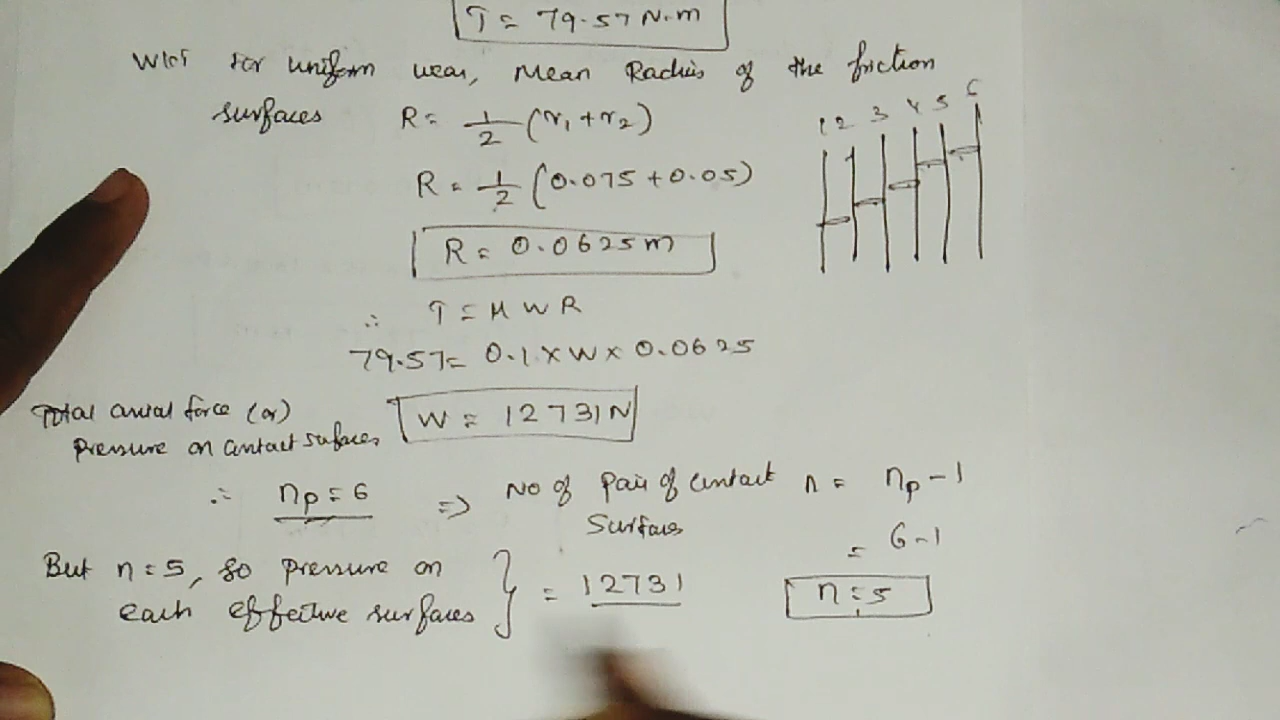 T = 79.57 N.m
WKT for uniform wear, Mean Radius of the friction
surfaces R = 1/2 (r1 + r2)
1 2 3 4 5 6
R = 1/2 (0.075 + 0.05)
R = 0.0625 m
∴ T = μ W R
79.57 = 0.1 × W × 0.0625
Total axial force (or)
Pressure on contact surfaces W = 12731 N
∴ np = 6 => No of Pair of Contact n = np - 1
Surfaces = 6 - 1
But n = 5, so Pressure on
each effective surfaces } = 12731 n = 5